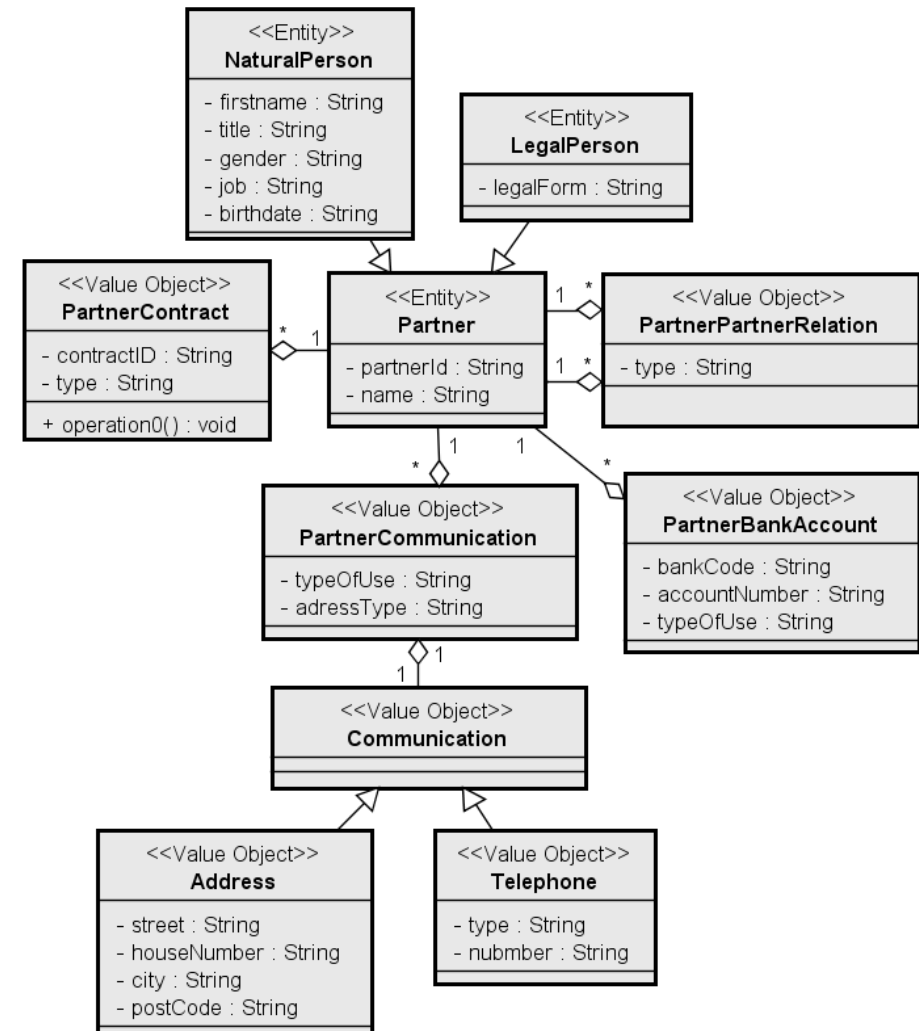 <<Entity>>
NaturalPerson
- firstname : String
- title : String
- gender : String
- job : String
- birthdate : String
<<Entity>>
LegalPerson
- legalForm : String
<<Value Object>>
PartnerContract
- contractID : String
- type : String
+ operation0() : void
* 1
<<Entity>>
Partner
- partnerId : String
- name : String
1 *
1 *
<<Value Object>>
PartnerPartnerRelation
- type : String
1
*
1
*
<<Value Object>>
PartnerCommunication
- typeOfUse : String
- adressType : String
<<Value Object>>
PartnerBankAccount
- bankCode : String
- accountNumber : String
- typeOfUse : String
1
1
<<Value Object>>
Communication
<<Value Object>>
Address
- street : String
- houseNumber : String
- city : String
- postCode : String
<<Value Object>>
Telephone
- type : String
- nubmber : String